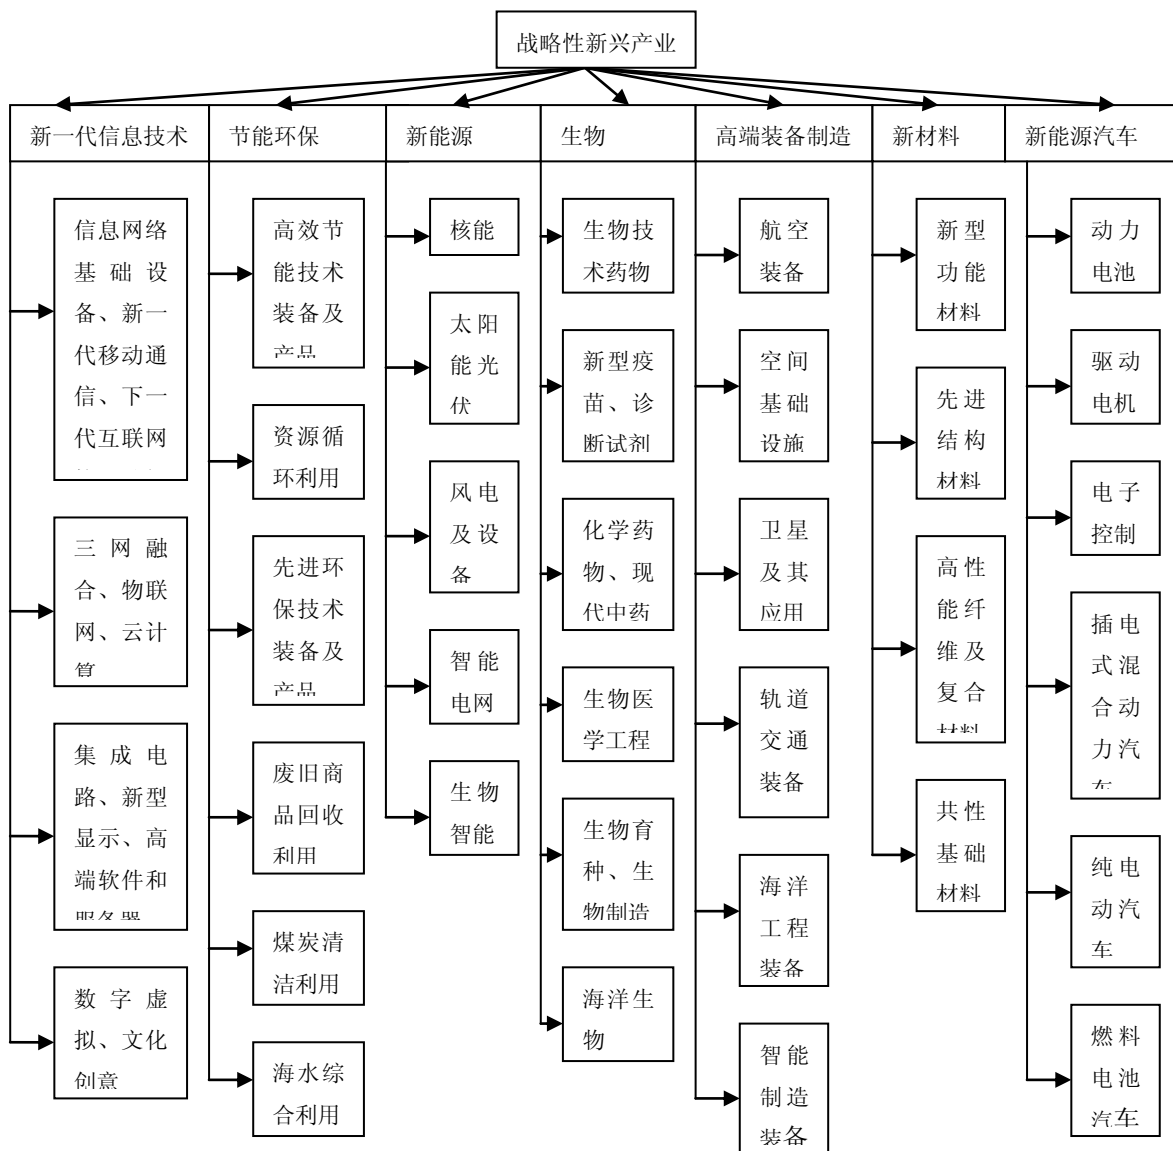 战略性新兴产业
新一代信息技术
节能环保
新能源
生物
高端装备制造
新材料
新能源汽车
信息网络
基础设
备、新一
代移动通
信、下一
代互联网
三网融
合、物联
网、云计
算
集成电
路、新型
显示、高
端软件和
服务器
数字虚
拟、文化
创意
高效节
能技术
装备及
产品
资源循
环利用
先进环
保技术
装备及
产品
废旧商
品回收
利用
煤炭清
洁利用
海水综
合利用
核能
太阳
能光
伏
风电
及设
备
智能
电网
生物
智能
生物技
术药物
新型疫
苗、诊
断试剂
化学药
物、现
代中药
生物医
学工程
生物育
种、生
物制造
海洋生
物
航空
装备
空间
基础
设施
卫星
及其
应用
轨道
交通
装备
海洋
工程
装备
智能
制造
装备
新型
功能
材料
先进
结构
材料
高性
能纤
维及
复合
材料
共性
基础
材料
动力
电池
驱动
电机
电子
控制
插电
式混
合动
力汽
车
纯电
动汽
车
燃料
电池
汽车